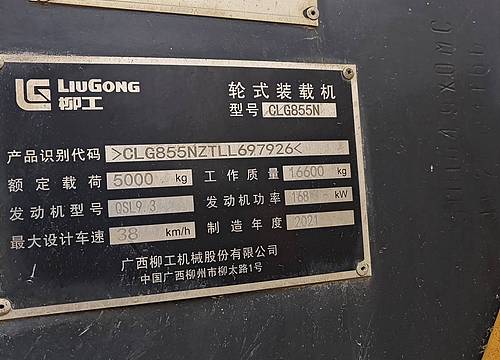 LIUGONG
柳工
轮式装载机
型号 CLG855N
产品识别代码 >CLG855NZTLL697926<
额定载荷 5000 kg 工作质量 16600 kg
发动机型号 QSL9.3 发动机功率 168 kW
最大设计车速 38 km/h 制造年度 2021
广西柳工机械股份有限公司
中国广西柳州市柳太路1号